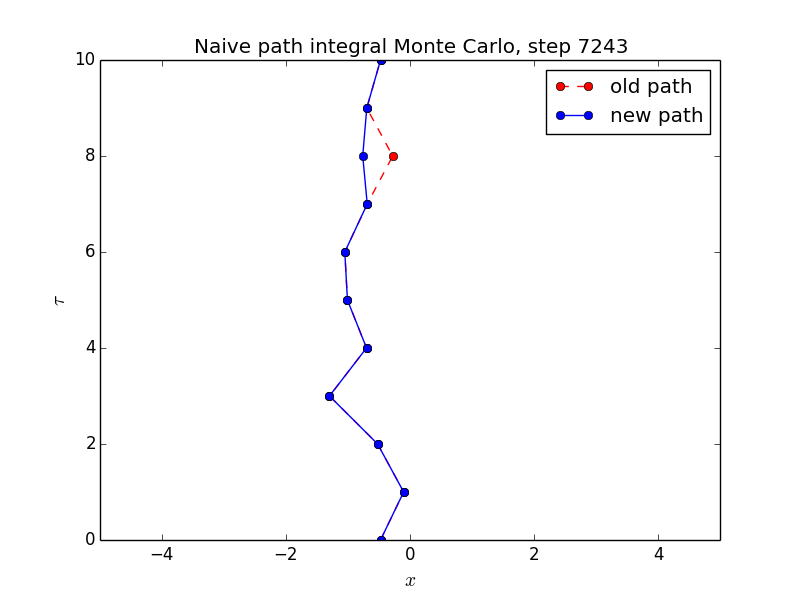 Naive path integral Monte Carlo, step 7243
old path
new path
10
8
6
4
2
0
τ
−4
−2
0
2
4
x